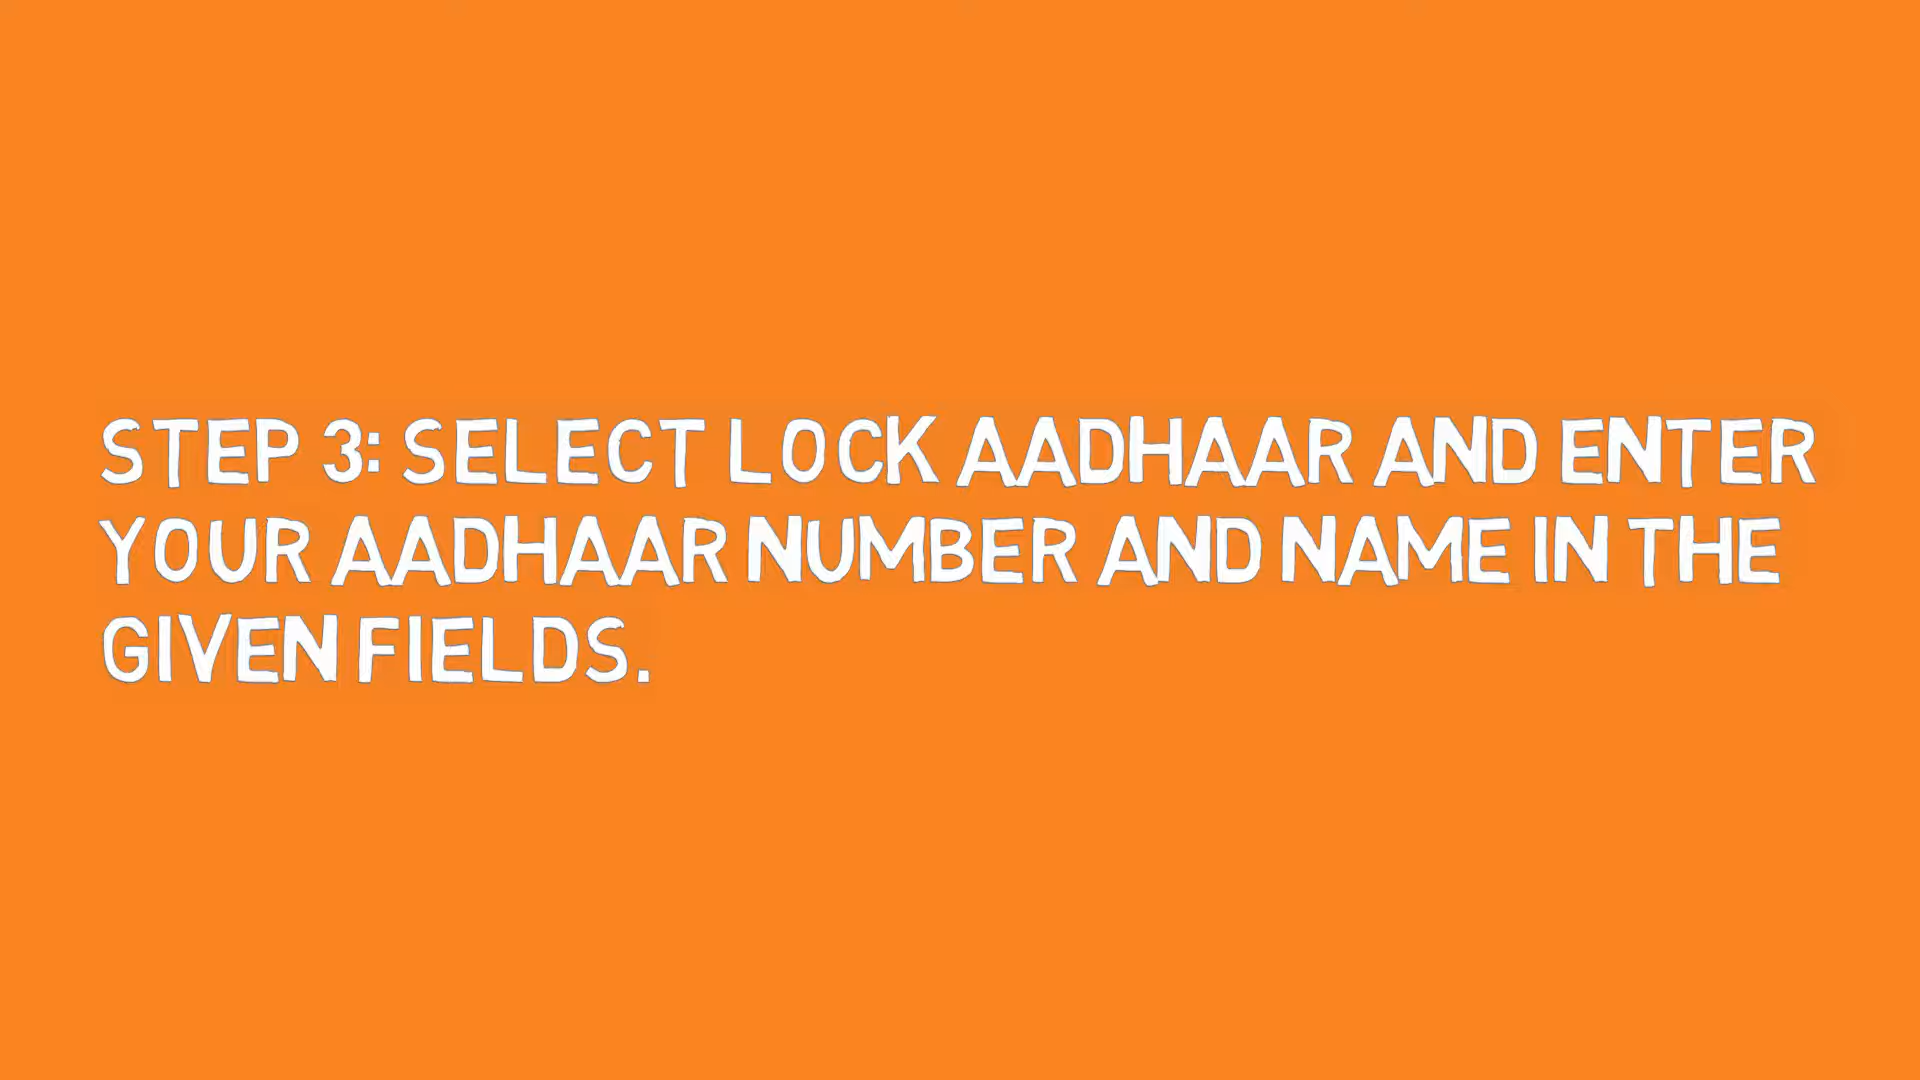 STEP 3: SELECT LOCK AADHAAR AND ENTER
YOUR AADHAAR NUMBER AND NAME IN THE
GIVEN FIELDS.